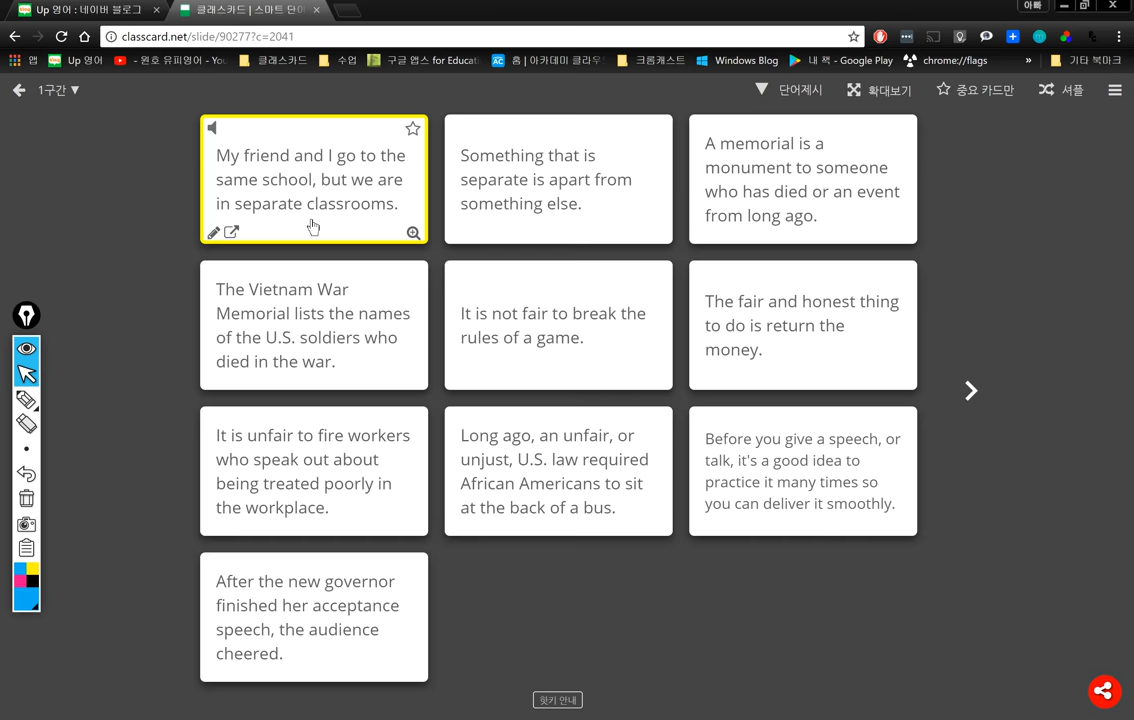 Up 영어 : 네이버 블로그
클래스카드 | 스마트 단어
아빠
classcard.net/slide/90277?c=2041
앱
Up 영어
- 원호 유피영어 - You
클래스카드
수업
구글 앱스 for Educati
홈 | 아카데미 클라우
크롬캐스트
Windows Blog
내 책 - Google Play
chrome://flags
»
기타 북마크
1구간 ▼
▼ 단어제시
확대보기
중요 카드만
셔플
My friend and I go to the
same school, but we are
in separate classrooms.
Something that is
separate is apart from
something else.
A memorial is a
monument to someone
who has died or an event
from long ago.
The Vietnam War
Memorial lists the names
of the U.S. soldiers who
died in the war.
It is not fair to break the
rules of a game.
The fair and honest thing
to do is return the
money.
It is unfair to fire workers
who speak out about
being treated poorly in
the workplace.
Long ago, an unfair, or
unjust, U.S. law required
African Americans to sit
at the back of a bus.
Before you give a speech, or
talk, it's a good idea to
practice it many times so
you can deliver it smoothly.
After the new governor
finished her acceptance
speech, the audience
cheered.
핫키 안내